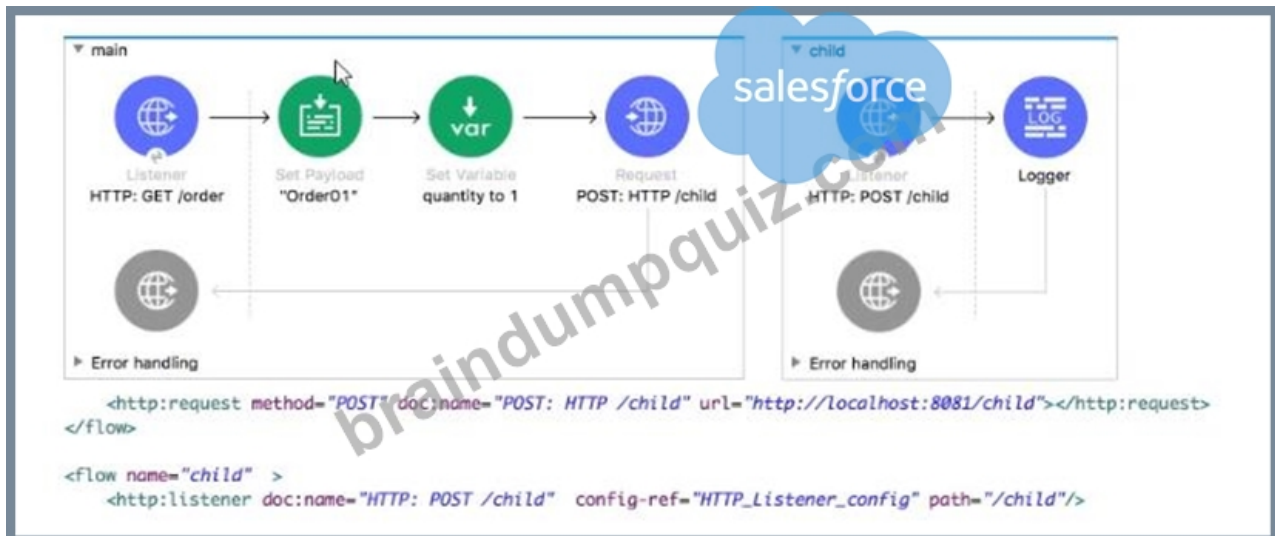 main
child
salesforce
var
LOG
Listener
Set Payload
Set Variable
Request
Listener
Logger
HTTP: GET /order
"Order01"
quantity to 1
POST: HTTP /child
HTTP: POST /child
braindumpquiz.com
Error handling
Error handling
<http:request method="POST" doc:name="POST: HTTP /child" url="http://localhost:8081/child"></http:request>
</flow>
<flow name="child" >
<http:listener doc:name="HTTP: POST /child" config-ref="HTTP_Listener_config" path="/child"/>